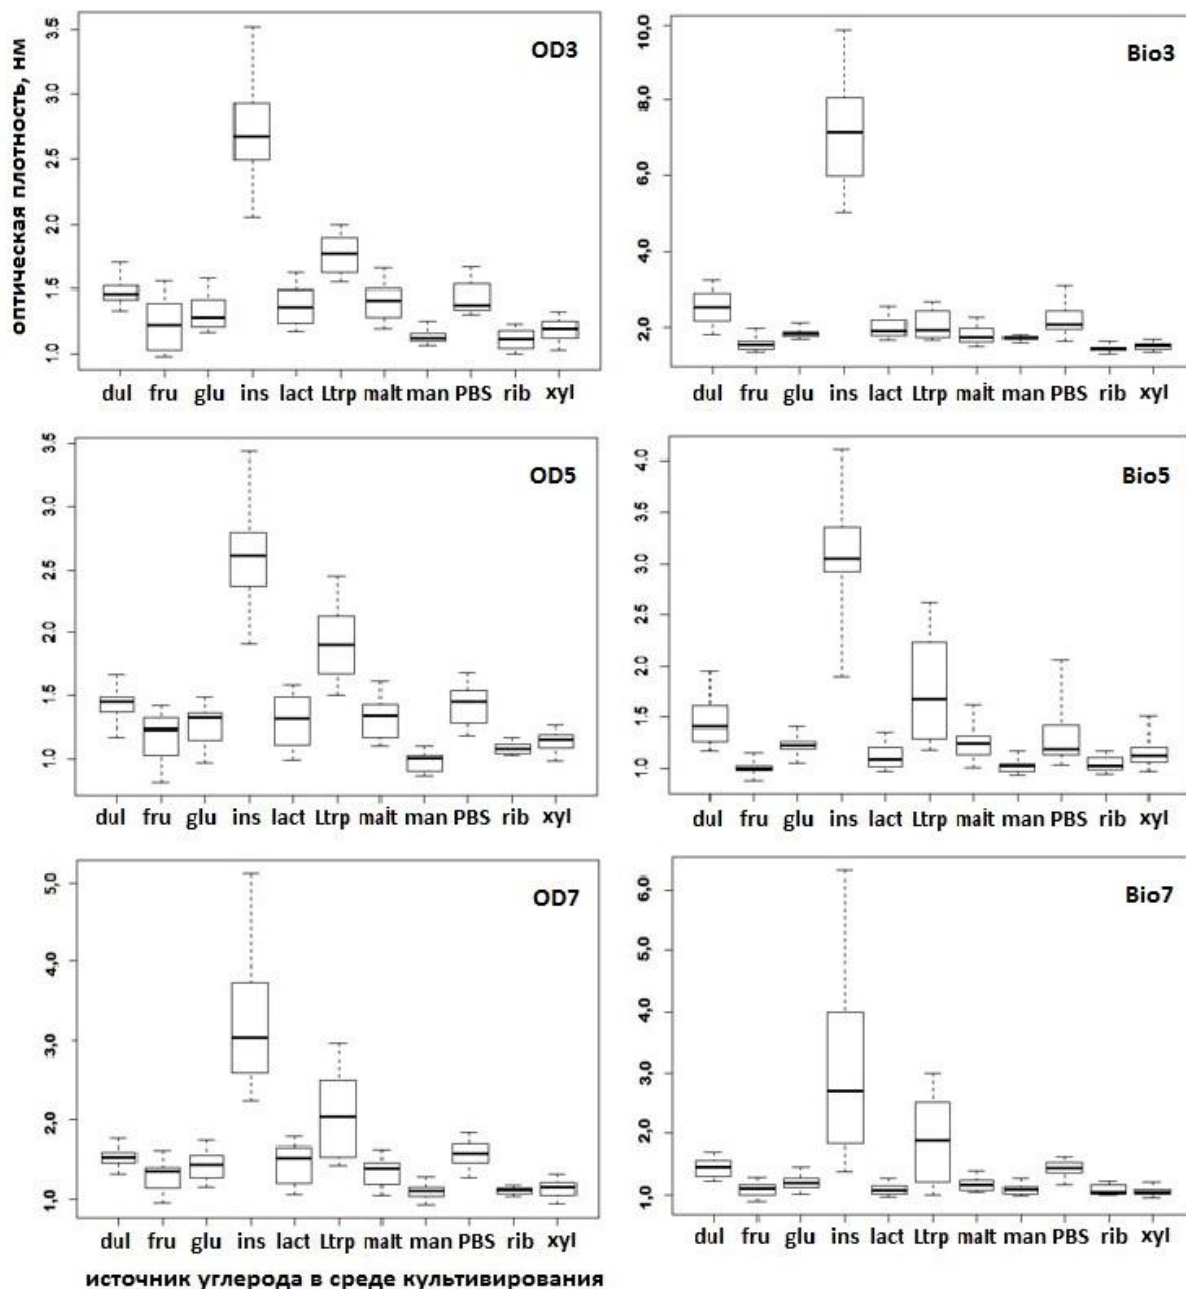 оптическая плотность, нм
OD3
3.5
3.0
2.5
2.0
1.5
1.0
dul fru glu ins lact Ltrp malt man PBS rib xyl
Bio3
10,0
8,0
6,0
4,0
2,0
dul fru glu ins lact Ltrp malt man PBS rib xyl
OD5
3.5
3.0
2.5
2.0
1.5
1.0
dul fru glu ins lact Ltrp malt man PBS rib xyl
Bio5
4.0
3.5
3.0
2.5
2.0
1.5
1.0
dul fru glu ins lact Ltrp malt man PBS rib xyl
OD7
5,0
4,0
3,0
2,0
1,0
dul fru glu ins lact Ltrp malt man PBS rib xyl
Bio7
6,0
5,0
4,0
3,0
2,0
1,0
dul fru glu ins lact Ltrp malt man PBS rib xyl
источник углерода в среде культивирования